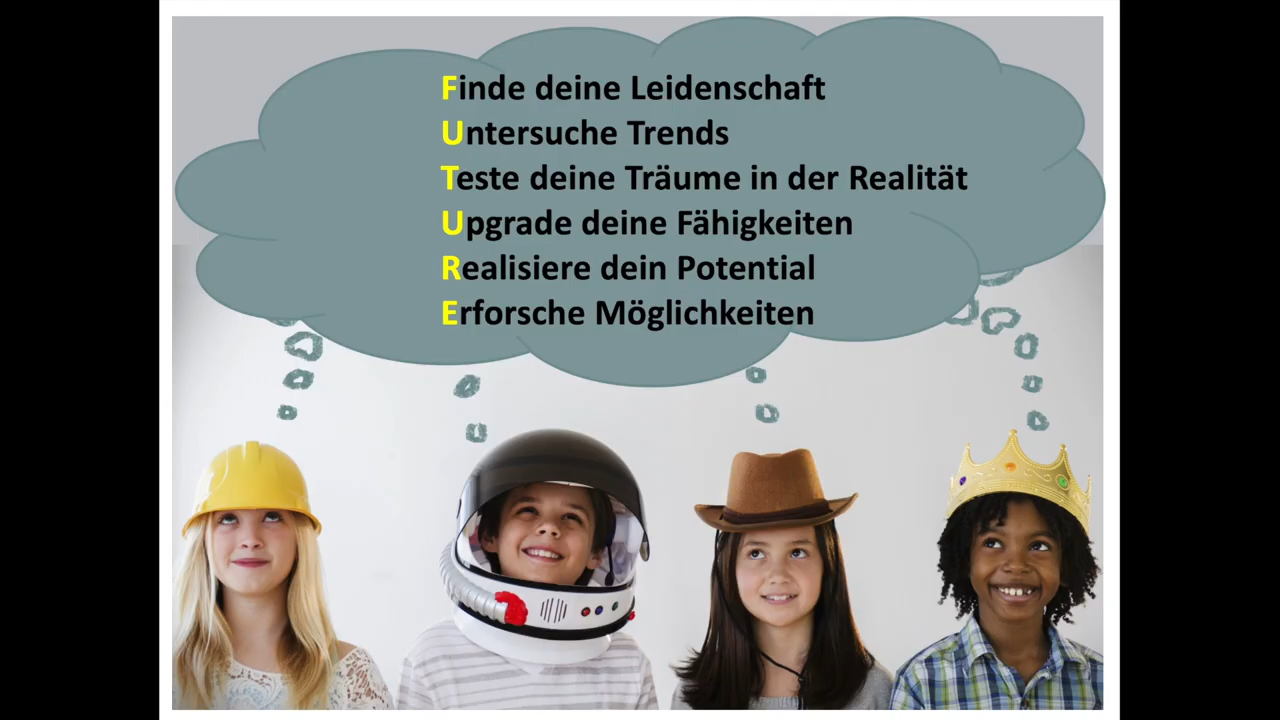 Finde deine Leidenschaft
Untersuche Trends
Teste deine Träume in der Realität
Upgrade deine Fähigkeiten
Realisiere dein Potential
Erforsche Möglichkeiten